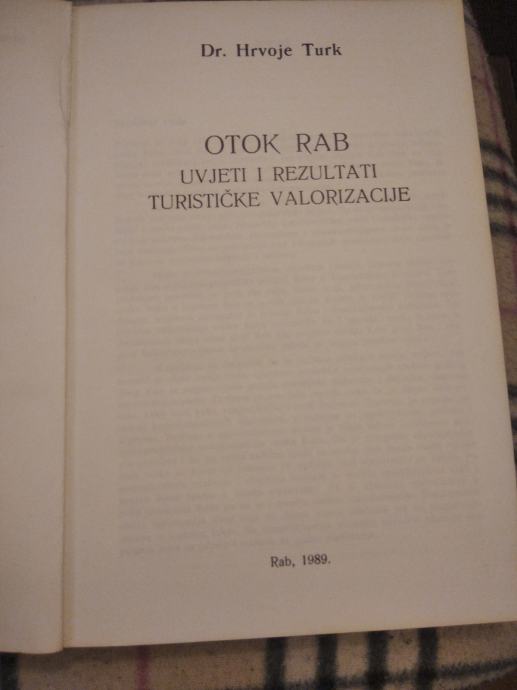 Dr. Hrvoje Turk
OTOK RAB
UVJETI I REZULTATI
TURISTIČKE VALORIZACIJE
Rab, 1989.